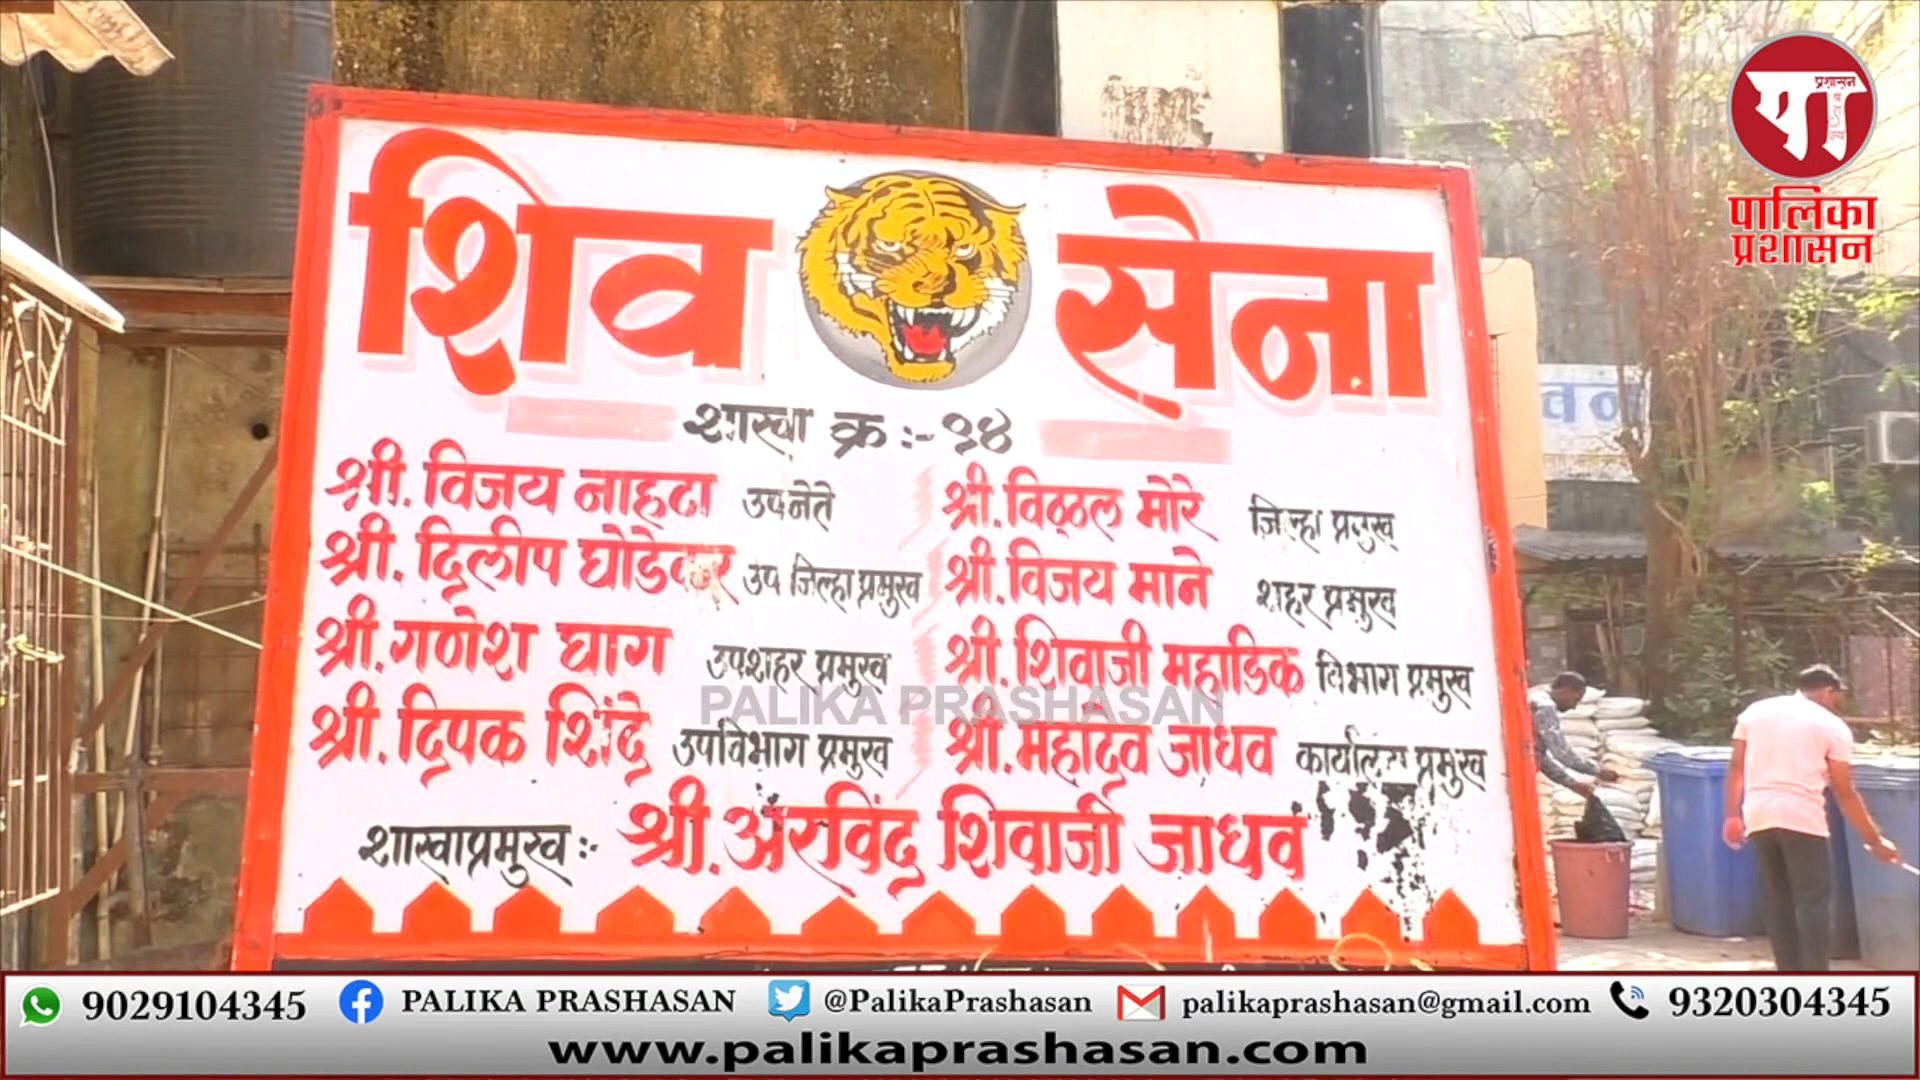 प्रशासन
पा
पालिका
प्रशासन
शिव सेना
शाखा क्र :- ९४
श्री. विजय नाहटा उपनेते श्री. विठ्ठल मोरे जिल्हा प्रमुख
श्री. दिलीप घोडेकर उप जिल्हा प्रमुख श्री. विजय माने शहर प्रमुख
श्री. गणेश घाग उपशहर प्रमुख श्री. शिवाजी महाडिक विभाग प्रमुख
PALIKA PRASHASAN
श्री. दिपक शिंदे उपविभाग प्रमुख श्री. महादेव जाधव कार्यालय प्रमुख
शाखाप्रमुख :- श्री. अरविंद शिवाजी जाधव
9029104345 PALIKA PRASHASAN @PalikaPrashasan palikaprashasan@gmail.com 9320304345
www.palikaprashasan.com